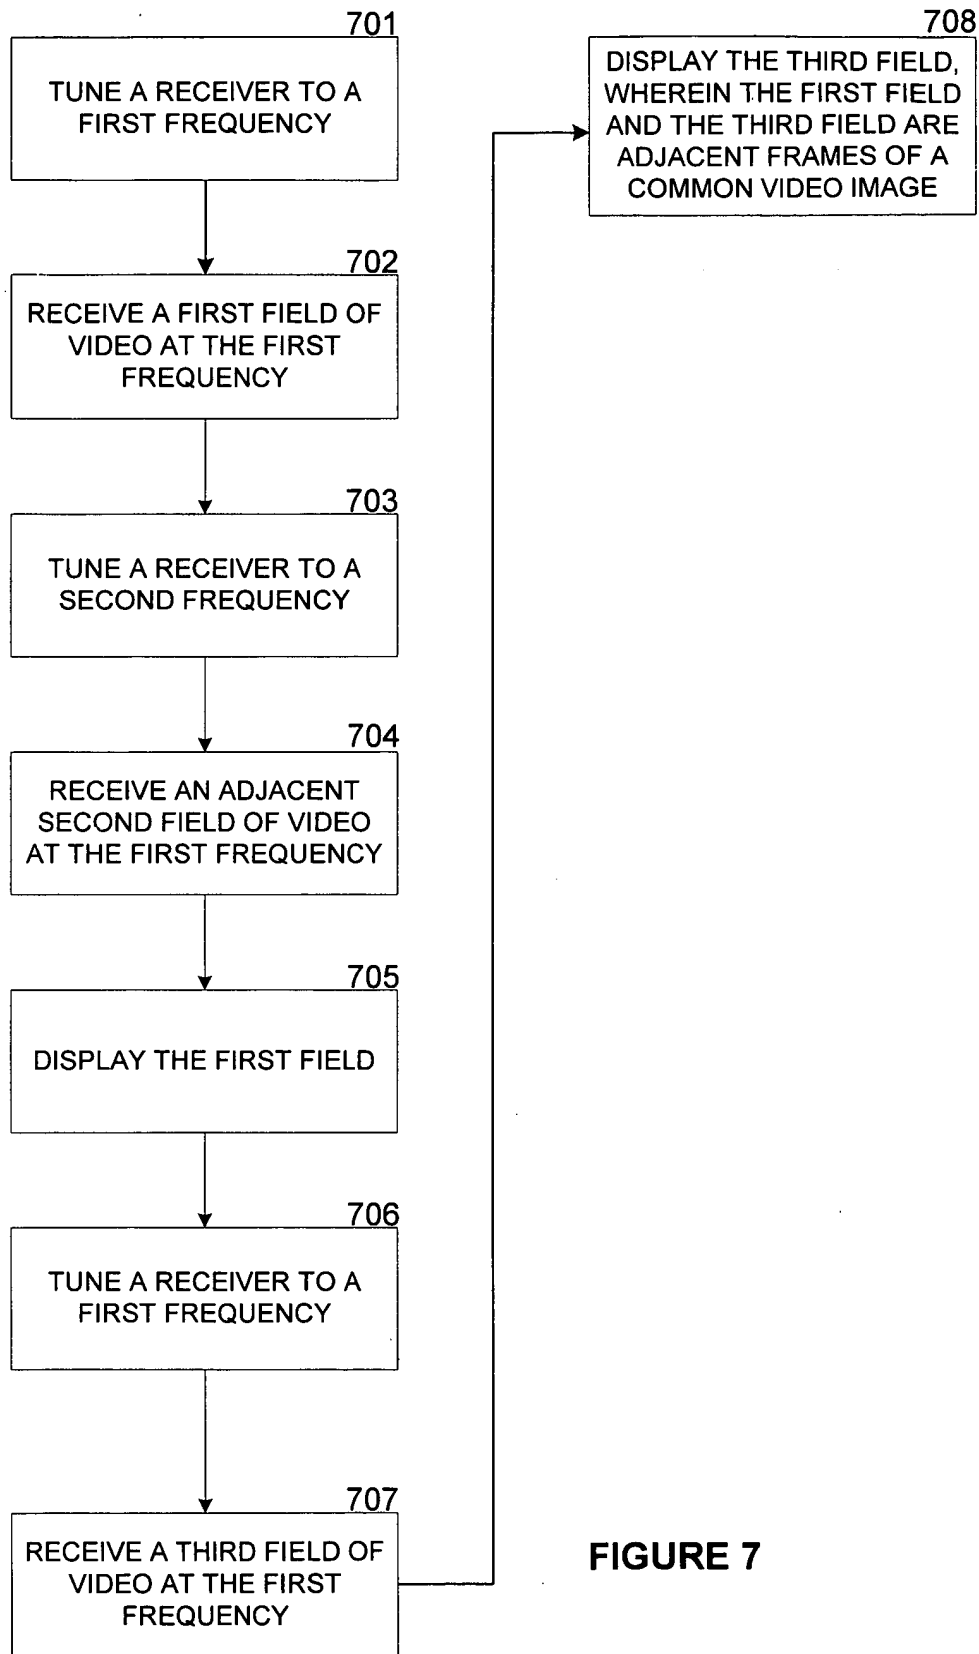 701
TUNE A RECEIVER TO A
FIRST FREQUENCY
702
RECEIVE A FIRST FIELD OF
VIDEO AT THE FIRST
FREQUENCY
703
TUNE A RECEIVER TO A
SECOND FREQUENCY
704
RECEIVE AN ADJACENT
SECOND FIELD OF VIDEO
AT THE FIRST FREQUENCY
705
DISPLAY THE FIRST FIELD
706
TUNE A RECEIVER TO A
FIRST FREQUENCY
707
RECEIVE A THIRD FIELD OF
VIDEO AT THE FIRST
FREQUENCY
708
DISPLAY THE THIRD FIELD,
WHEREIN THE FIRST FIELD
AND THE THIRD FIELD ARE
ADJACENT FRAMES OF A
COMMON VIDEO IMAGE
FIGURE 7